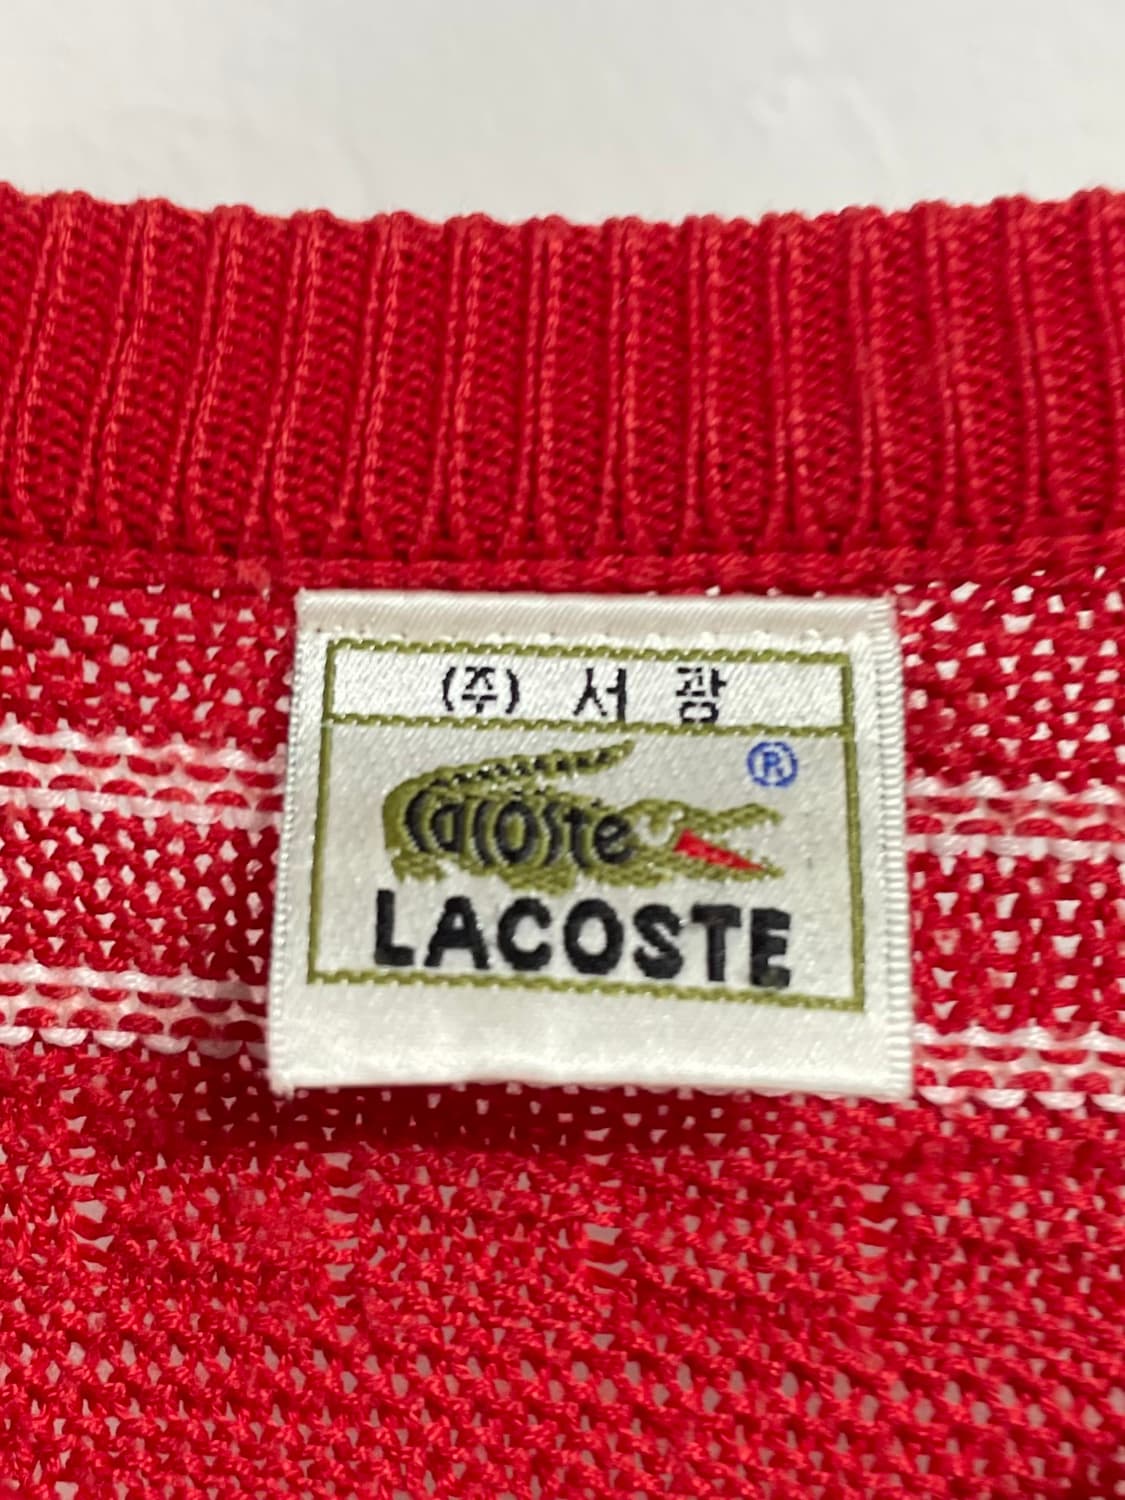 (주) 서 광
®
Lacoste
LACOSTE